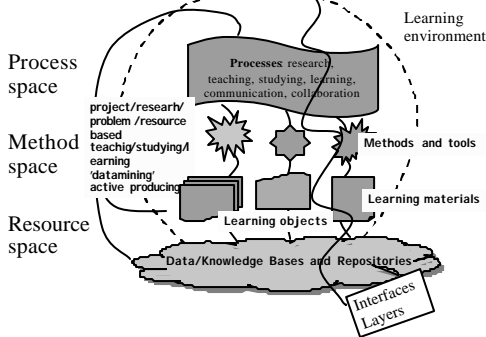 Learning
environment
Process
space
Processes research,
teaching, studying, learning,
communication, collaboration
project/researh/
problem /resource
based
teachig/studying/l
earning
'datamining'
active producing
Method
space
Methods and tools
Learning materials
Learning objects
Resource
space
Data/Knowledge Bases and Repositories
Interfaces
Layers